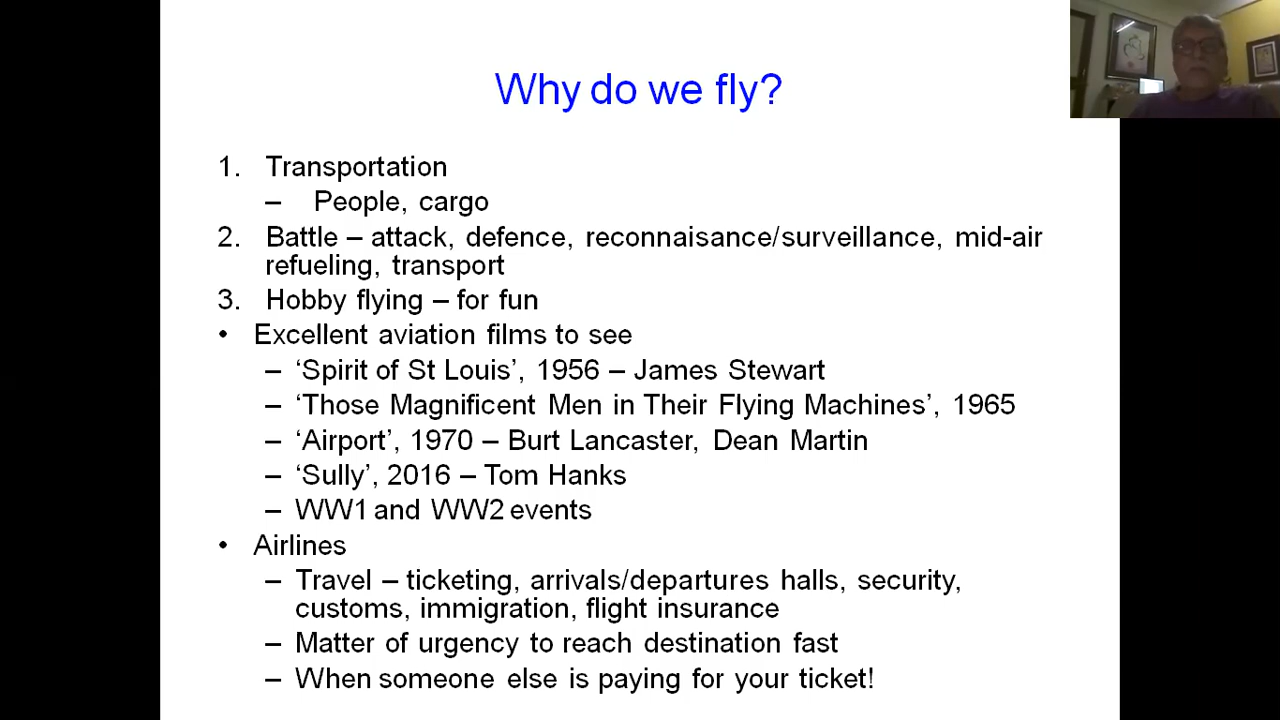 Why do we fly?
1. Transportation
– People, cargo
2. Battle – attack, defence, reconnaisance/surveillance, mid-air
refueling, transport
3. Hobby flying – for fun
• Excellent aviation films to see
– ‘Spirit of St Louis’, 1956 – James Stewart
– ‘Those Magnificent Men in Their Flying Machines’, 1965
– ‘Airport’, 1970 – Burt Lancaster, Dean Martin
– ‘Sully’, 2016 – Tom Hanks
– WW1 and WW2 events
• Airlines
– Travel – ticketing, arrivals/departures halls, security,
customs, immigration, flight insurance
– Matter of urgency to reach destination fast
– When someone else is paying for your ticket!